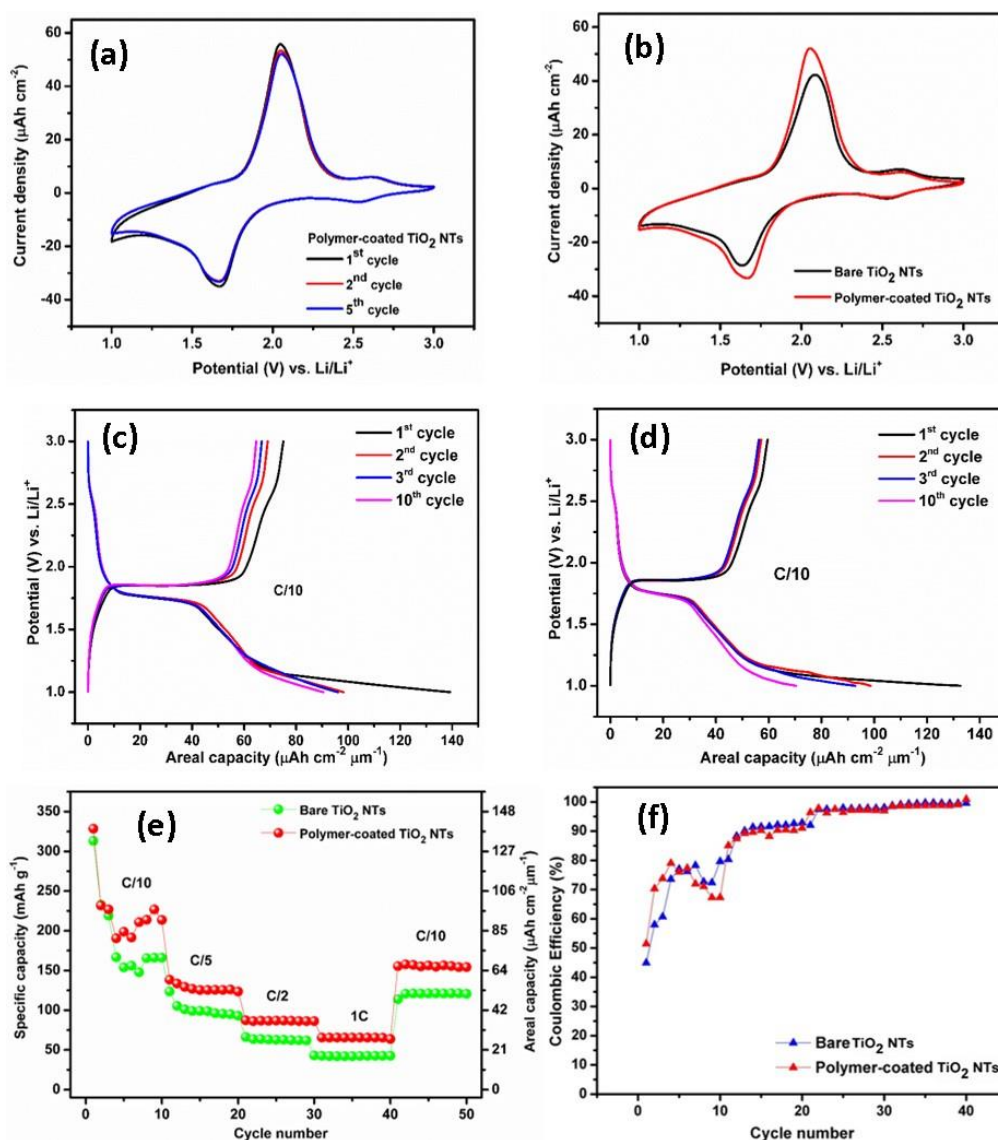 (a)
Current density (µAh cm⁻²)
60
40
20
0
-20
-40
Polymer-coated TiO₂ NTs
1ˢᵗ cycle
2ⁿᵈ cycle
5ᵗʰ cycle
1.0 1.5 2.0 2.5 3.0
Potential (V) vs. Li/Li⁺
(b)
Current density (µAh cm⁻²)
60
40
20
0
-20
-40
Bare TiO₂ NTs
Polymer-coated TiO₂ NTs
1.0 1.5 2.0 2.5 3.0
Potential (V) vs. Li/Li⁺
(c)
Potential (V) vs. Li/Li⁺
3.0
2.5
2.0
1.5
1.0
1ˢᵗ cycle
2ⁿᵈ cycle
3ʳᵈ cycle
10ᵗʰ cycle
C/10
0 20 40 60 80 100 120 140
Areal capacity (µAh cm⁻² µm⁻¹)
(d)
Potential (V) vs. Li/Li⁺
3.0
2.5
2.0
1.5
1.0
1ˢᵗ cycle
2ⁿᵈ cycle
3ʳᵈ cycle
10ᵗʰ cycle
C/10
0 20 40 60 80 100 120 140
Areal capacity (µAh cm⁻² µm⁻¹)
(e)
Specific capacity (mAh g⁻¹)
350
300
250
200
150
100
50
0
Bare TiO₂ NTs
Polymer-coated TiO₂ NTs
C/10
C/5
C/2
1C
C/10
148
127
106
85
64
42
21
0
Areal capacity (µAh cm⁻²µm⁻¹)
0 10 20 30 40 50
Cycle number
(f)
Coulombic Efficiency (%)
100
90
80
70
60
50
40
30
20
10
0
Bare TiO₂ NTs
Polymer-coated TiO₂ NTs
0 10 20 30 40
Cycle number